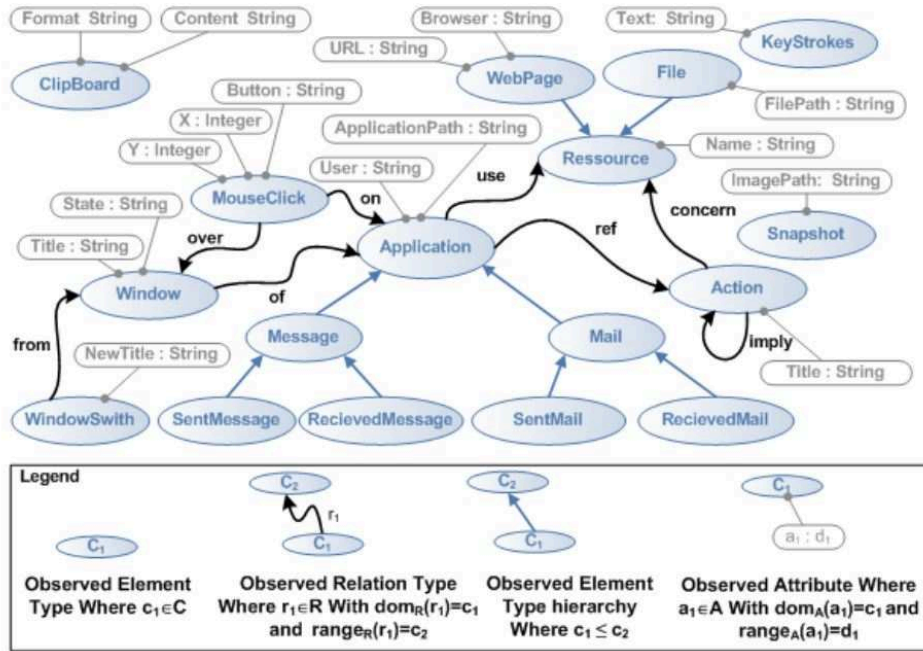 Format String
Content String
ClipBoard
Browser: String
URL : String
WebPage
File
Text: String
KeyStrokes
FilePath : String
Button: String
X : Integer
Y : Integer
MouseClick
ApplicationPath : String
User : String
on
use
Ressource
Name : String
ImagePath: String
Snapshot
State: String
Title: String
Window
over
of
Application
ref
concern
Action
imply
Title : String
from
NewTitle : String
WindowSwith
Message
SentMessage
RecievedMessage
Mail
SentMail
RecievedMail
Legend
C₁
Observed Element
Type Where c₁∈C
C₂
r₁
C₁
Observed Relation Type
Where r₁∈R With domR(r₁)=c₁
and rangeR(r₁)=c₂
C₂
C₁
Observed Element
Type hierarchy
Where c₁ ≤ c₂
C₁
a₁ : d₁
Observed Attribute Where
a₁∈A With domA(a₁)=c₁ and
rangeA(a₁)=d₁